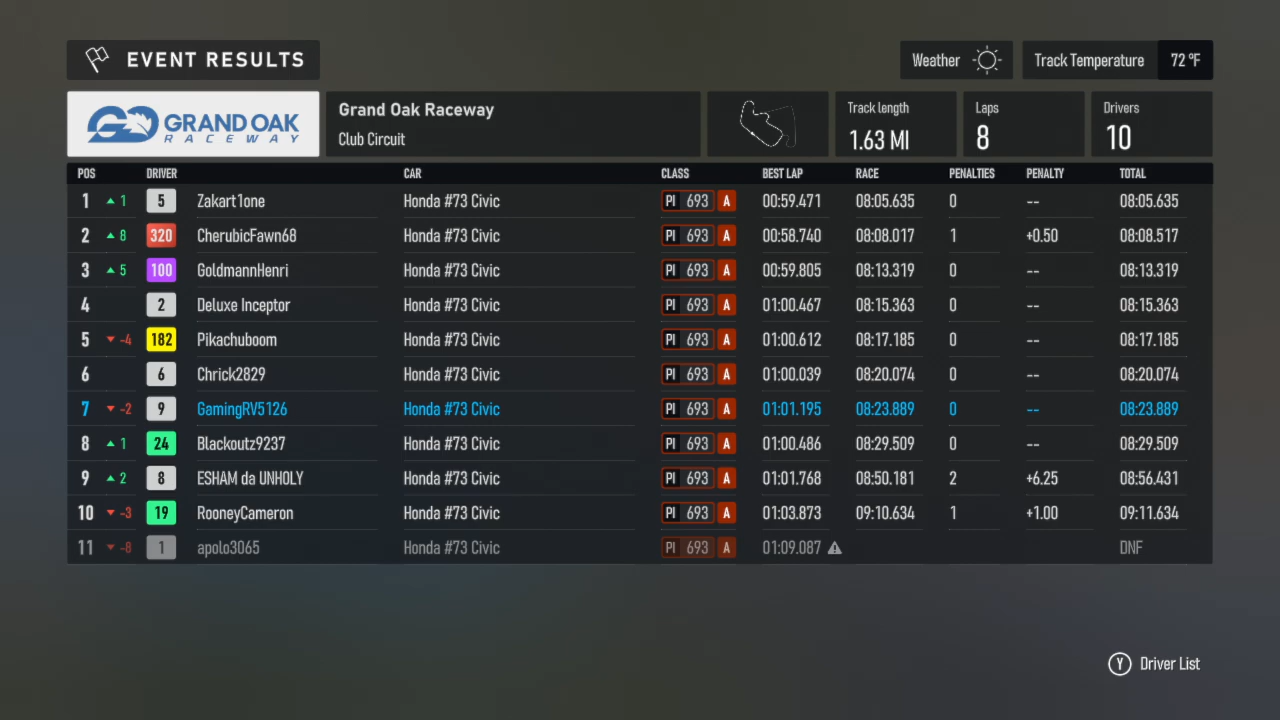 EVENT RESULTS
Weather Track Temperature 72 °F
GRAND OAK RACEWAY
Grand Oak Raceway
Club Circuit
Track length 1.63 MI
Laps 8
Drivers 10
POS DRIVER CAR CLASS BEST LAP RACE PENALTIES PENALTY TOTAL
1 ▲ 1 5 Zakart1one Honda #73 Civic PI 693 A 00:59.471 08:05.635 0 -- 08:05.635
2 ▲ 8 320 CherubicFawn68 Honda #73 Civic PI 693 A 00:58.740 08:08.017 1 +0.50 08:08.517
3 ▲ 5 100 GoldmannHenri Honda #73 Civic PI 693 A 00:59.805 08:13.319 0 -- 08:13.319
4 2 Deluxe Inceptor Honda #73 Civic PI 693 A 01:00.467 08:15.363 0 -- 08:15.363
5 ▼ -4 182 Pikachuboom Honda #73 Civic PI 693 A 01:00.612 08:17.185 0 -- 08:17.185
6 6 Chrick2829 Honda #73 Civic PI 693 A 01:00.039 08:20.074 0 -- 08:20.074
7 ▼ -2 9 GamingRV5126 Honda #73 Civic PI 693 A 01:01.195 08:23.889 0 -- 08:23.889
8 ▲ 1 24 Blackoutz9237 Honda #73 Civic PI 693 A 01:00.486 08:29.509 0 -- 08:29.509
9 ▲ 2 8 ESHAM da UNHOLY Honda #73 Civic PI 693 A 01:01.768 08:50.181 2 +6.25 08:56.431
10 ▼ -3 19 RooneyCameron Honda #73 Civic PI 693 A 01:03.873 09:10.634 1 +1.00 09:11.634
11 ▼ -8 1 apolo3065 Honda #73 Civic PI 693 A 01:09.087 DNF
Y Driver List